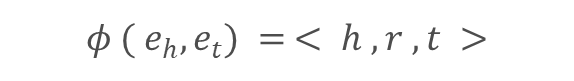 ϕ ( e_h, e_t) = < h , r , t >